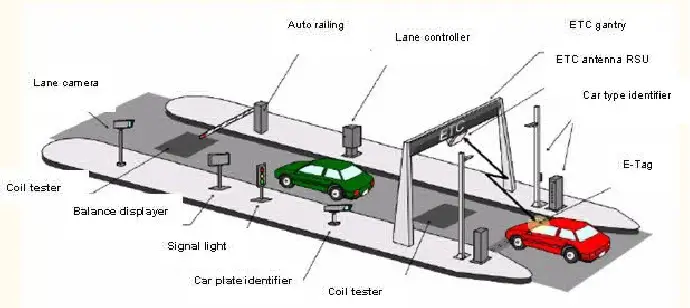 Auto railing
Lane controller
ETC gantry
ETC antenna RSU
Car type identifier
Lane camera
ETC
E-Tag
Coil tester
Balance displayer
Signal light
Car plate identifier
Coil tester